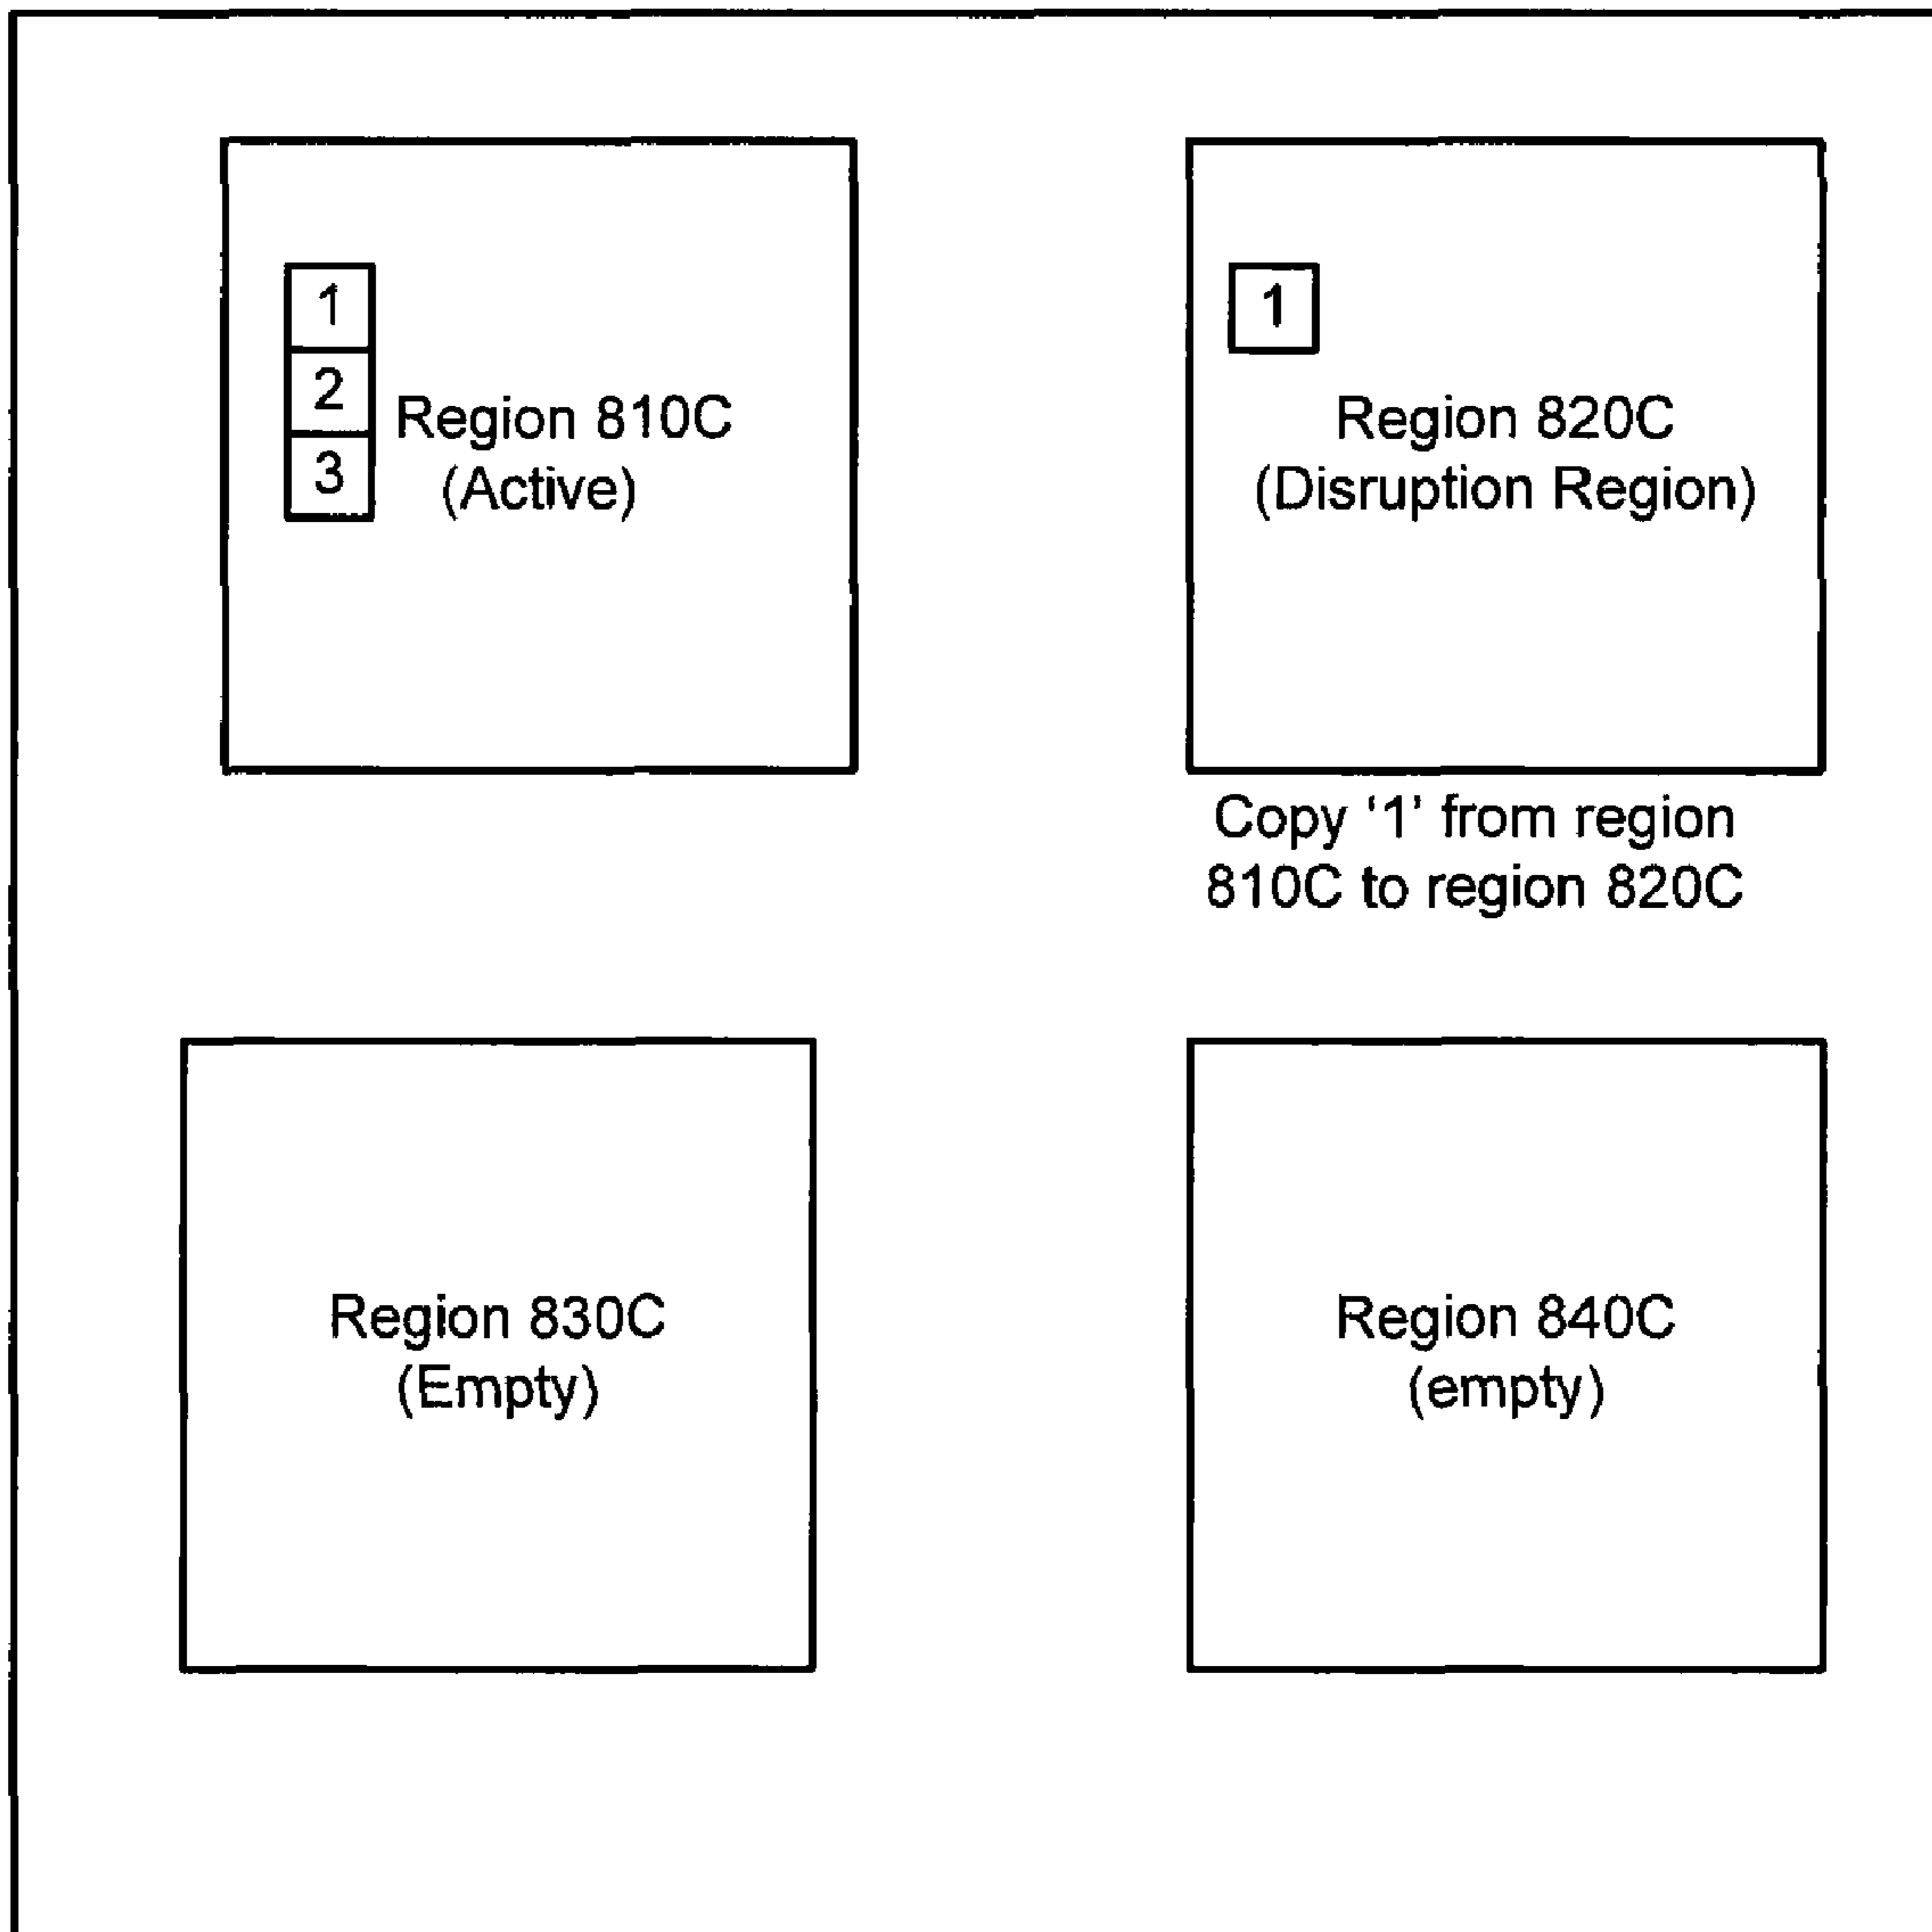 1
2
3
Region 810C
(Active)
1
Region 820C
(Disruption Region)
Copy ‘1’ from region
810C to region 820C
Region 830C
(Empty)
Region 840C
(empty)